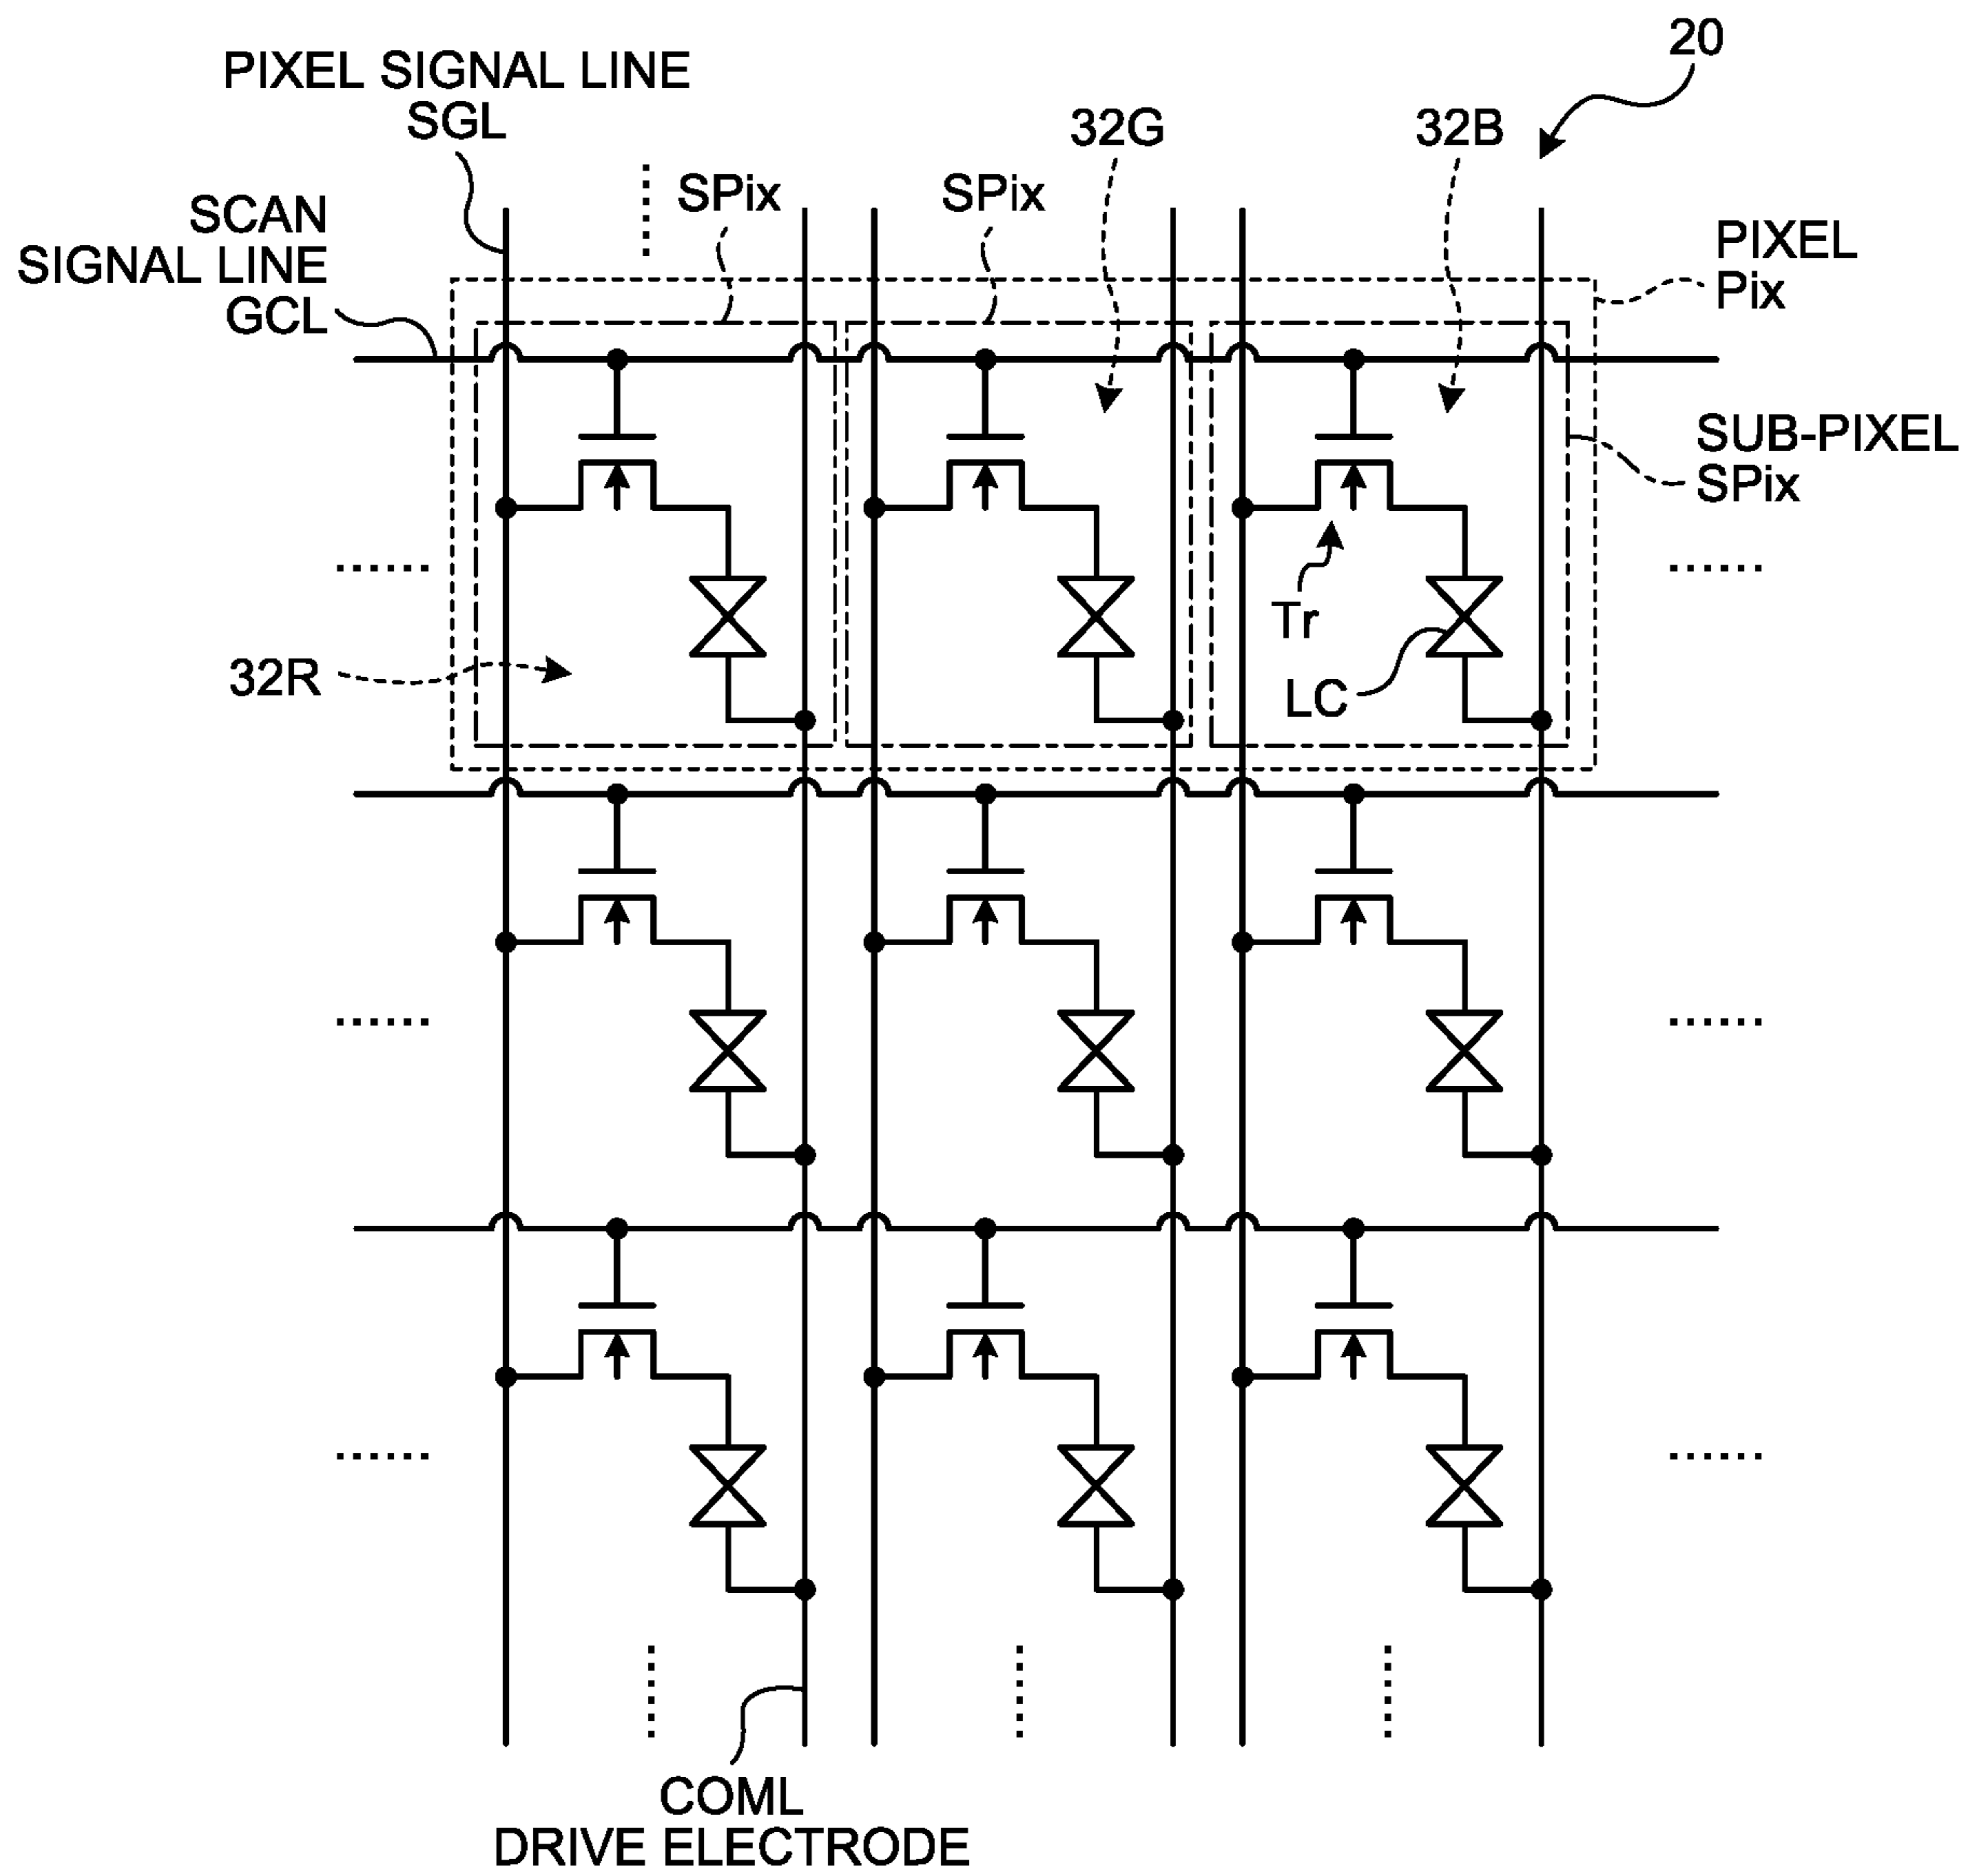 20
PIXEL SIGNAL LINE
SGL
32G
32B
SPix
SPix
SCAN
SIGNAL LINE
GCL
PIXEL
Pix
SUB-PIXEL
SPix
Tr
32R
LC
COML
DRIVE ELECTRODE